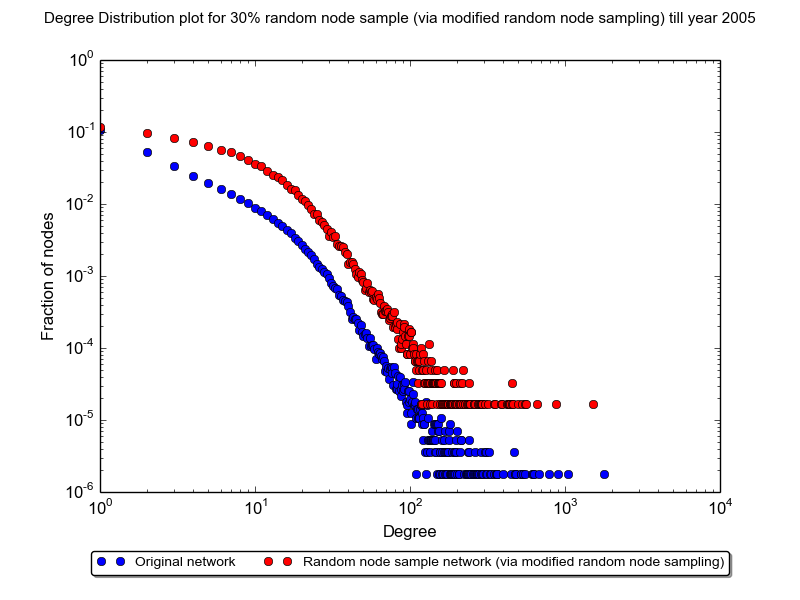 Degree Distribution plot for 30% random node sample (via modified random node sampling) till year 2005
Fraction of nodes
10^0
10^-1
10^-2
10^-3
10^-4
10^-5
10^-6
10^0 10^1 10^2 10^3 10^4
Degree
Original network Random node sample network (via modified random node sampling)